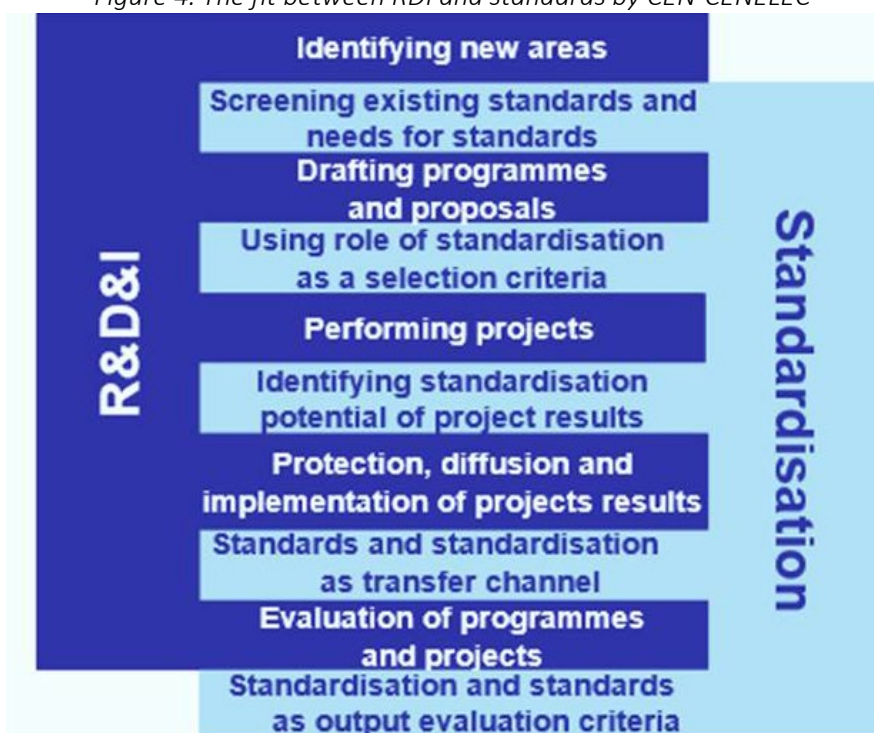 Figure 4: The fit between RDI and standards by CEN-CENELEC
Identifying new areas
Screening existing standards and
needs for standards
Drafting programmes
and proposals
Using role of standardisation
as a selection criteria
Performing projects
Identifying standardisation
potential of project results
Protection, diffusion and
implementation of projects results
Standards and standardisation
as transfer channel
Evaluation of programmes
and projects
Standardisation and standards
as output evaluation criteria
R&D&I
Standardisation